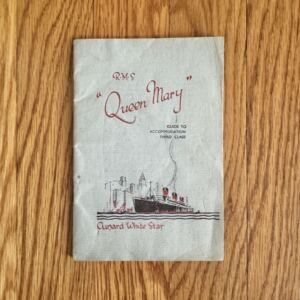 R.M.S
"Queen Mary"
GUIDE TO
ACCOMMODATION
THIRD CLASS
Cunard White Star